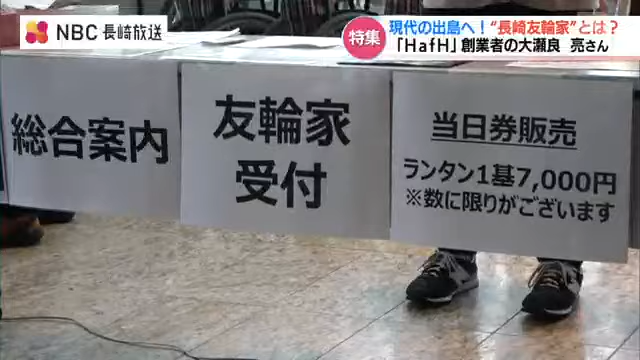 NBC 長崎放送
特集
現代の出島へ!“長崎友輪家”とは?
「HafH」創業者の大瀬良 亮さん
総合案内
友輪家
受付
当日券販売
ランタン1基7,000円
※数に限りがございます